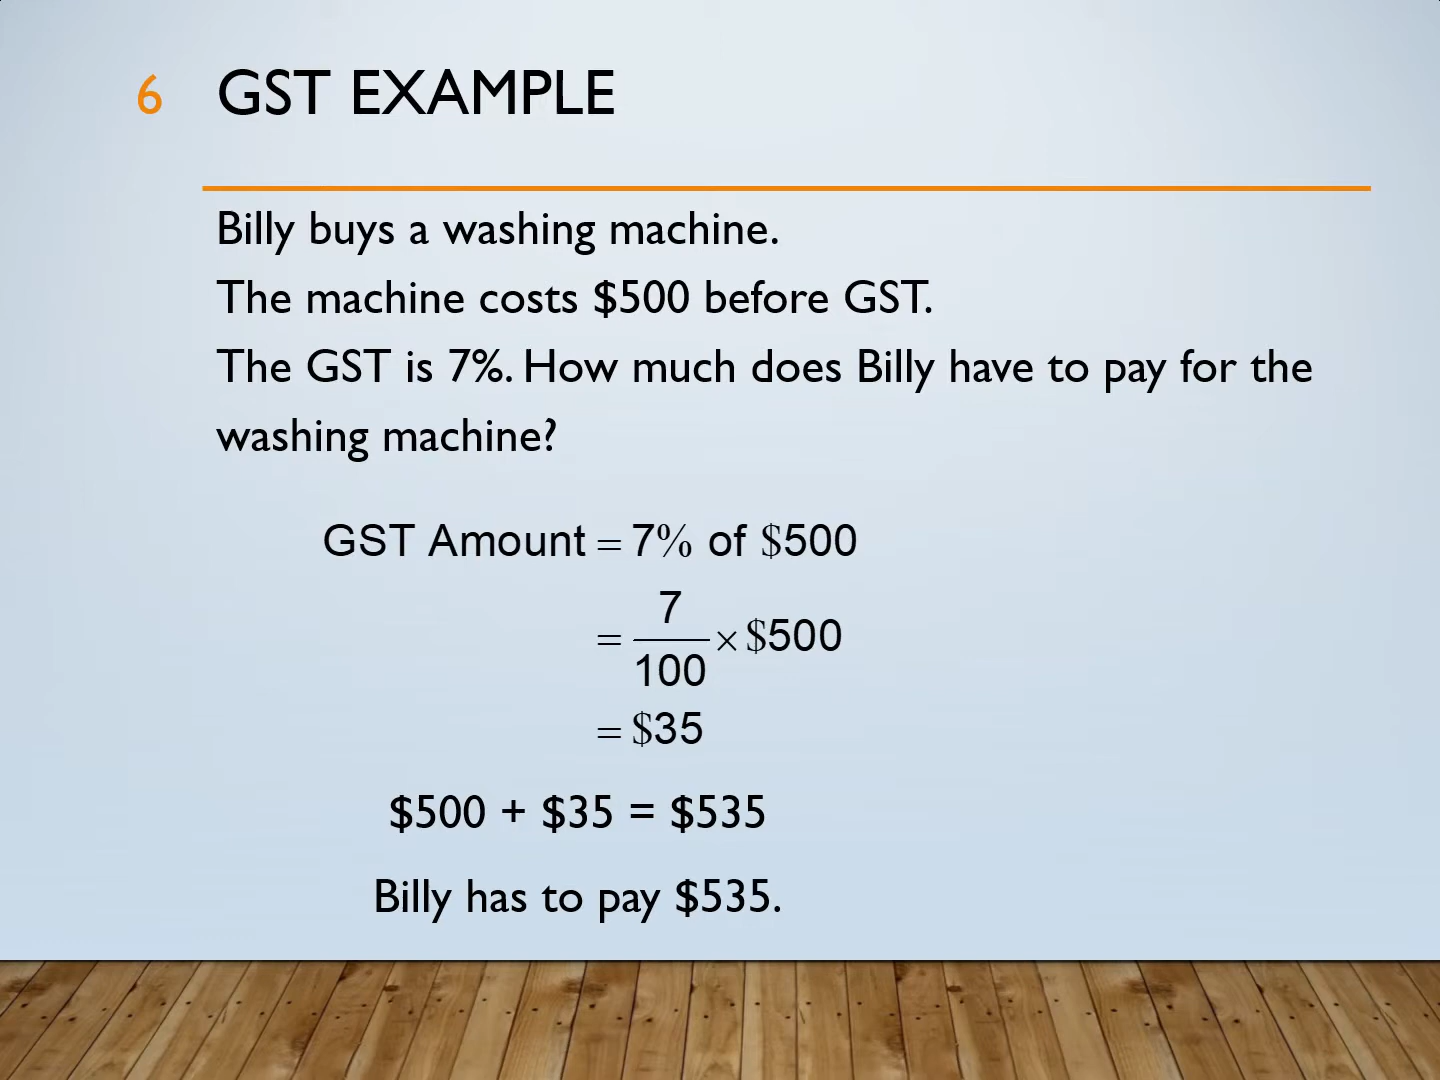 6 GST EXAMPLE
Billy buys a washing machine.
The machine costs $500 before GST.
The GST is 7%. How much does Billy have to pay for the
washing machine?
GST Amount = 7% of $500
= 7/100 × $500
= $35
$500 + $35 = $535
Billy has to pay $535.